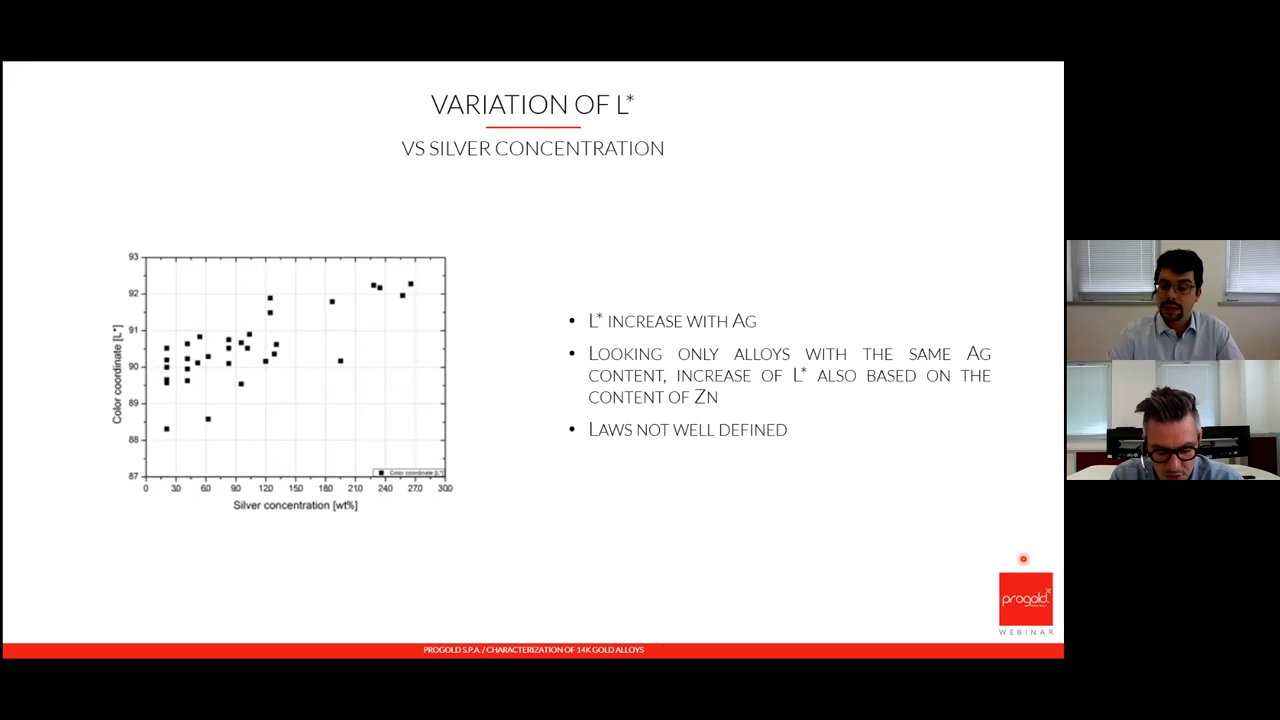 VARIATION OF L*
VS SILVER CONCENTRATION
93
92
91
90
89
88
87
Color coordinate [L*]
Color coordinate [L*]
0 30 60 90 120 150 180 210 240 270 300
Silver concentration [wt%]
• L* INCREASE WITH AG
• LOOKING ONLY ALLOYS WITH THE SAME AG
CONTENT, INCREASE OF L* ALSO BASED ON THE
CONTENT OF ZN
• LAWS NOT WELL DEFINED
progold
WEBINAR
PROGOLD S.P.A. / CHARACTERIZATION OF 14K GOLD ALLOYS